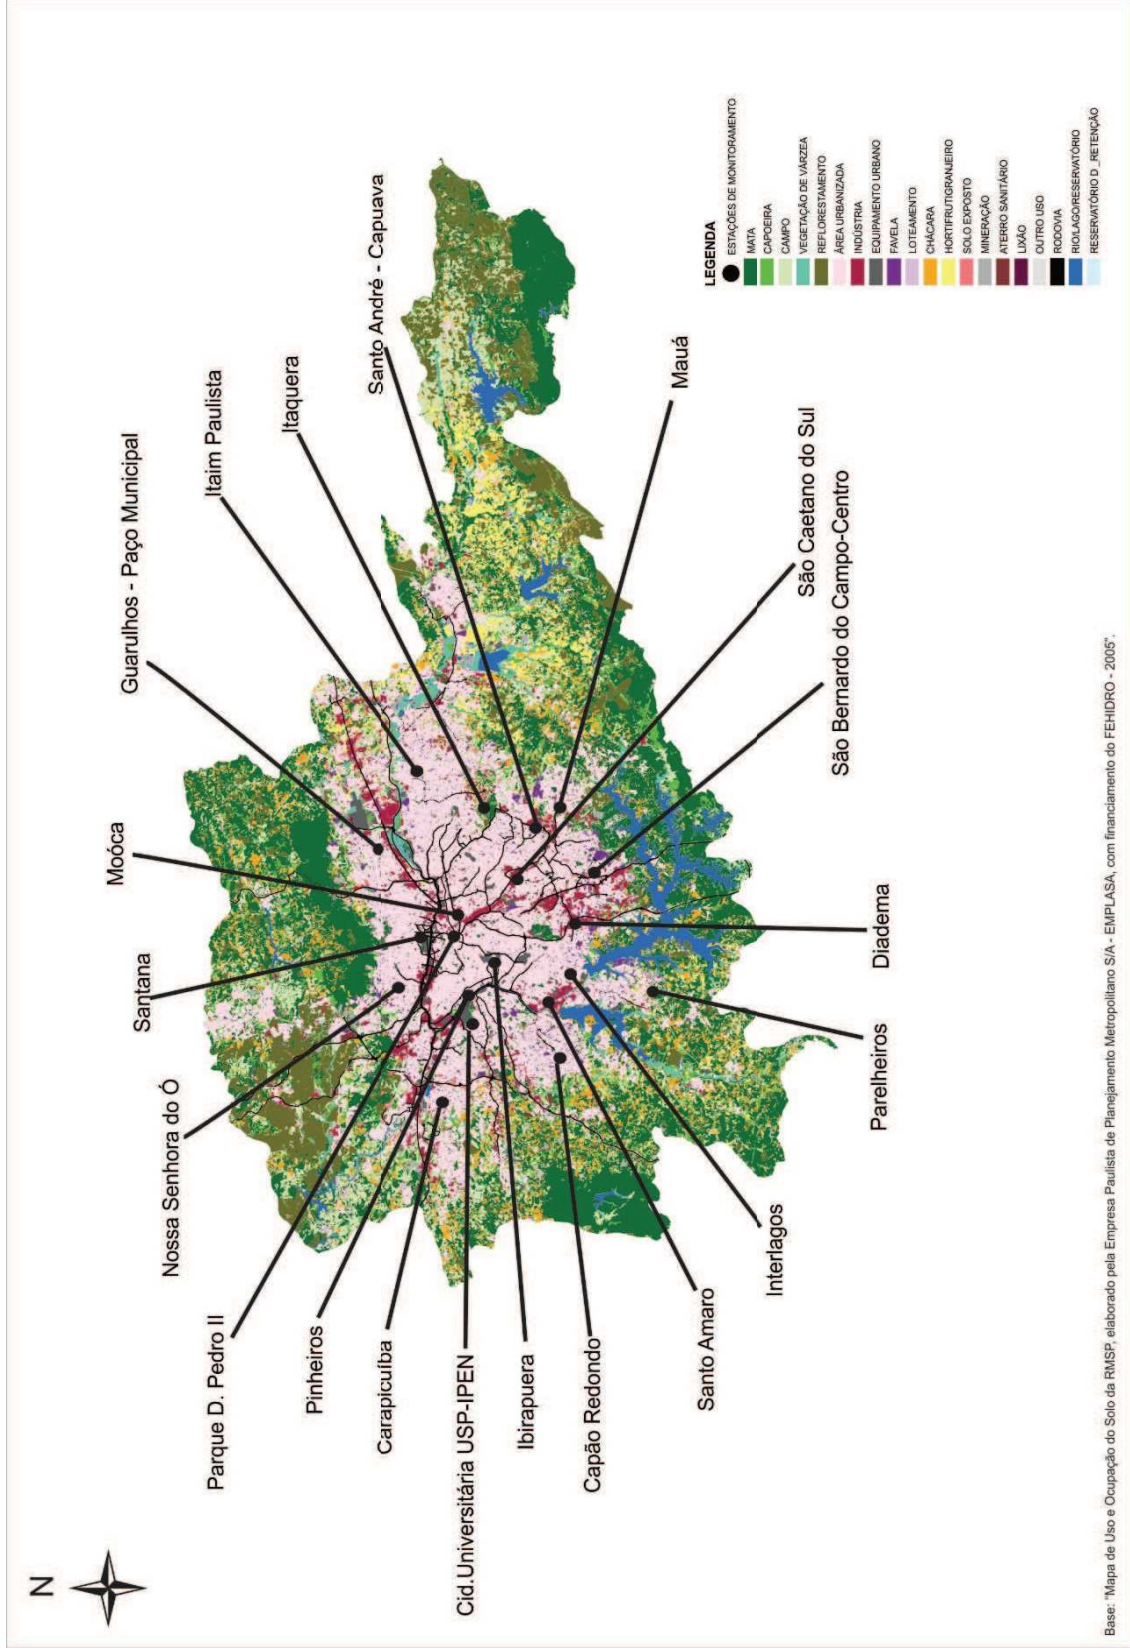 N
Moóca
Guarulhos - Paço Municipal
Santana
Itaim Paulista
Nossa Senhora do Ó
Itaquera
Parque D. Pedro II
Santo André - Capuava
Pinheiros
Carapicuíba
Cid.Universitária USP-IPEN
Ibirapuera
Capão Redondo
Mauá
Santo Amaro
Interlagos
São Caetano do Sul
São Bernardo do Campo-Centro
Parelheiros
Diadema
LEGENDA
ESTAÇÕES DE MONITORAMENTO
MATA
CAPOEIRA
CAMPO
VEGETAÇÃO DE VÁRZEA
REFLORESTAMENTO
ÁREA URBANIZADA
INDÚSTRIA
EQUIPAMENTO URBANO
FAVELA
LOTEAMENTO
CHÁCARA
HORTIFRUTIGRANJEIRO
SOLO EXPOSTO
MINERAÇÃO
ATERRO SANITÁRIO
LIXÃO
OUTRO USO
RODOVIA
RIO/LAGO/RESERVATÓRIO
RESERVATÓRIO D_RETENÇÃO
Base: "Mapa de Uso e Ocupação do Solo da RMSP, elaborado pela Empresa Paulista de Planejamento Metropolitano S/A - EMPLASA, com financiamento do FEHIDRO - 2005".